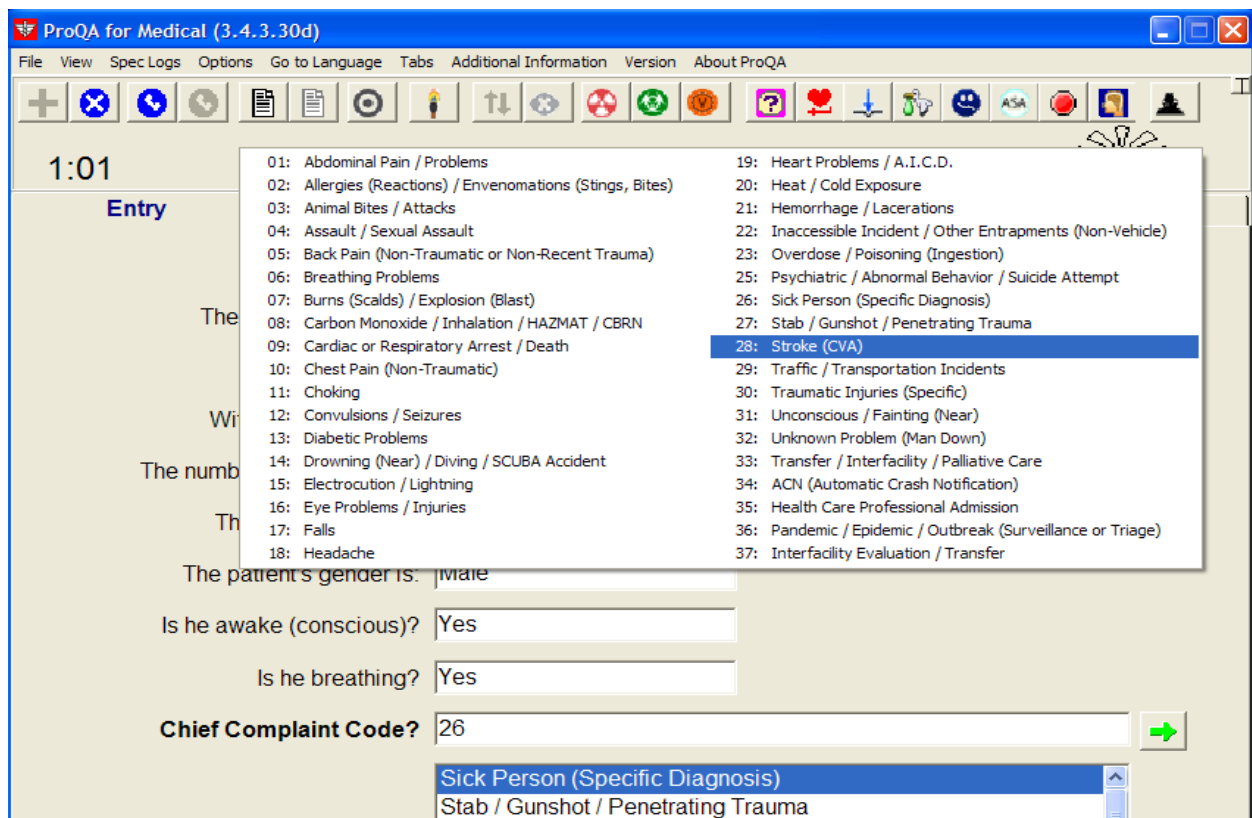 ProQA for Medical (3.4.3.30d)
File View Spec Logs Options Go to Language Tabs Additional Information Version About ProQA
ASA
1:01
Entry
01: Abdominal Pain / Problems
02: Allergies (Reactions) / Envenomations (Stings, Bites)
03: Animal Bites / Attacks
04: Assault / Sexual Assault
05: Back Pain (Non-Traumatic or Non-Recent Trauma)
06: Breathing Problems
07: Burns (Scalds) / Explosion (Blast)
08: Carbon Monoxide / Inhalation / HAZMAT / CBRN
09: Cardiac or Respiratory Arrest / Death
10: Chest Pain (Non-Traumatic)
11: Choking
12: Convulsions / Seizures
13: Diabetic Problems
14: Drowning (Near) / Diving / SCUBA Accident
15: Electrocution / Lightning
16: Eye Problems / Injuries
17: Falls
18: Headache
19: Heart Problems / A.I.C.D.
20: Heat / Cold Exposure
21: Hemorrhage / Lacerations
22: Inaccessible Incident / Other Entrapments (Non-Vehicle)
23: Overdose / Poisoning (Ingestion)
25: Psychiatric / Abnormal Behavior / Suicide Attempt
26: Sick Person (Specific Diagnosis)
27: Stab / Gunshot / Penetrating Trauma
28: Stroke (CVA)
29: Traffic / Transportation Incidents
30: Traumatic Injuries (Specific)
31: Unconscious / Fainting (Near)
32: Unknown Problem (Man Down)
33: Transfer / Interfacility / Palliative Care
34: ACN (Automatic Crash Notification)
35: Health Care Professional Admission
36: Pandemic / Epidemic / Outbreak (Surveillance or Triage)
37: Interfacility Evaluation / Transfer
The
The numb
The patient's gender is: Male
Is he awake (conscious)? Yes
Is he breathing? Yes
Chief Complaint Code? 26
Sick Person (Specific Diagnosis)
Stab / Gunshot / Penetrating Trauma